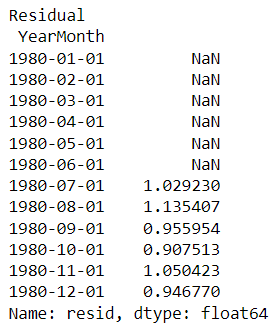 Residual
 YearMonth
1980-01-01         NaN
1980-02-01         NaN
1980-03-01         NaN
1980-04-01         NaN
1980-05-01         NaN
1980-06-01         NaN
1980-07-01    1.029230
1980-08-01    1.135407
1980-09-01    0.955954
1980-10-01    0.907513
1980-11-01    1.050423
1980-12-01    0.946770
Name: resid, dtype: float64